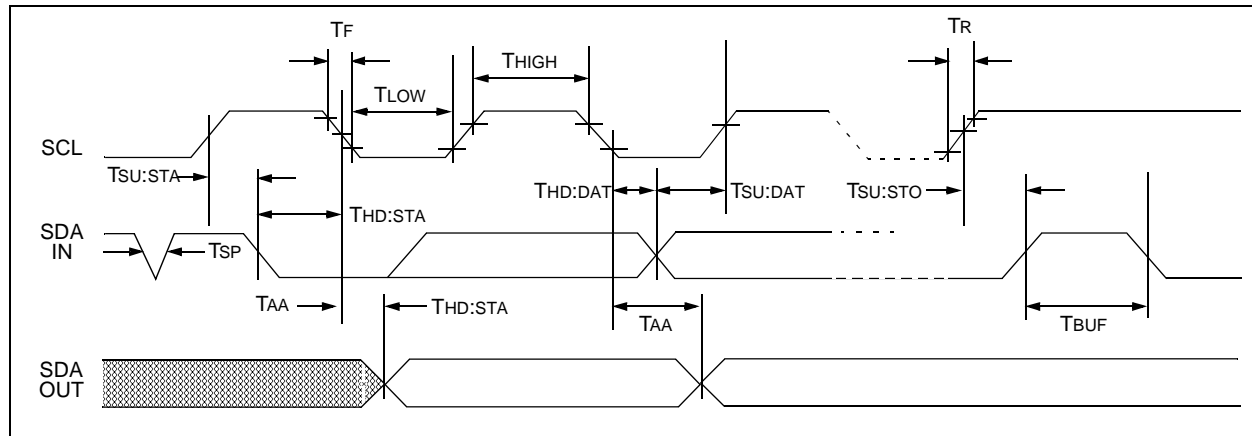 TF
TR
THIGH
TLOW
SCL
TSU:STA
THD:DAT
TSU:DAT
TSU:STO
THD:STA
SDA
IN
TSP
TAA
THD:STA
TAA
TBUF
SDA
OUT